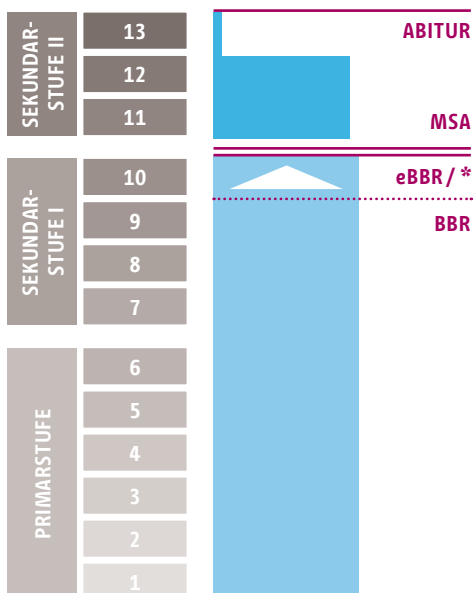 SEKUNDAR-
STUFE II
13
12
11
ABITUR
MSA
SEKUNDAR-
STUFE I
10
9
8
7
eBBR / *
BBR
PRIMARSTUFE
6
5
4
3
2
1